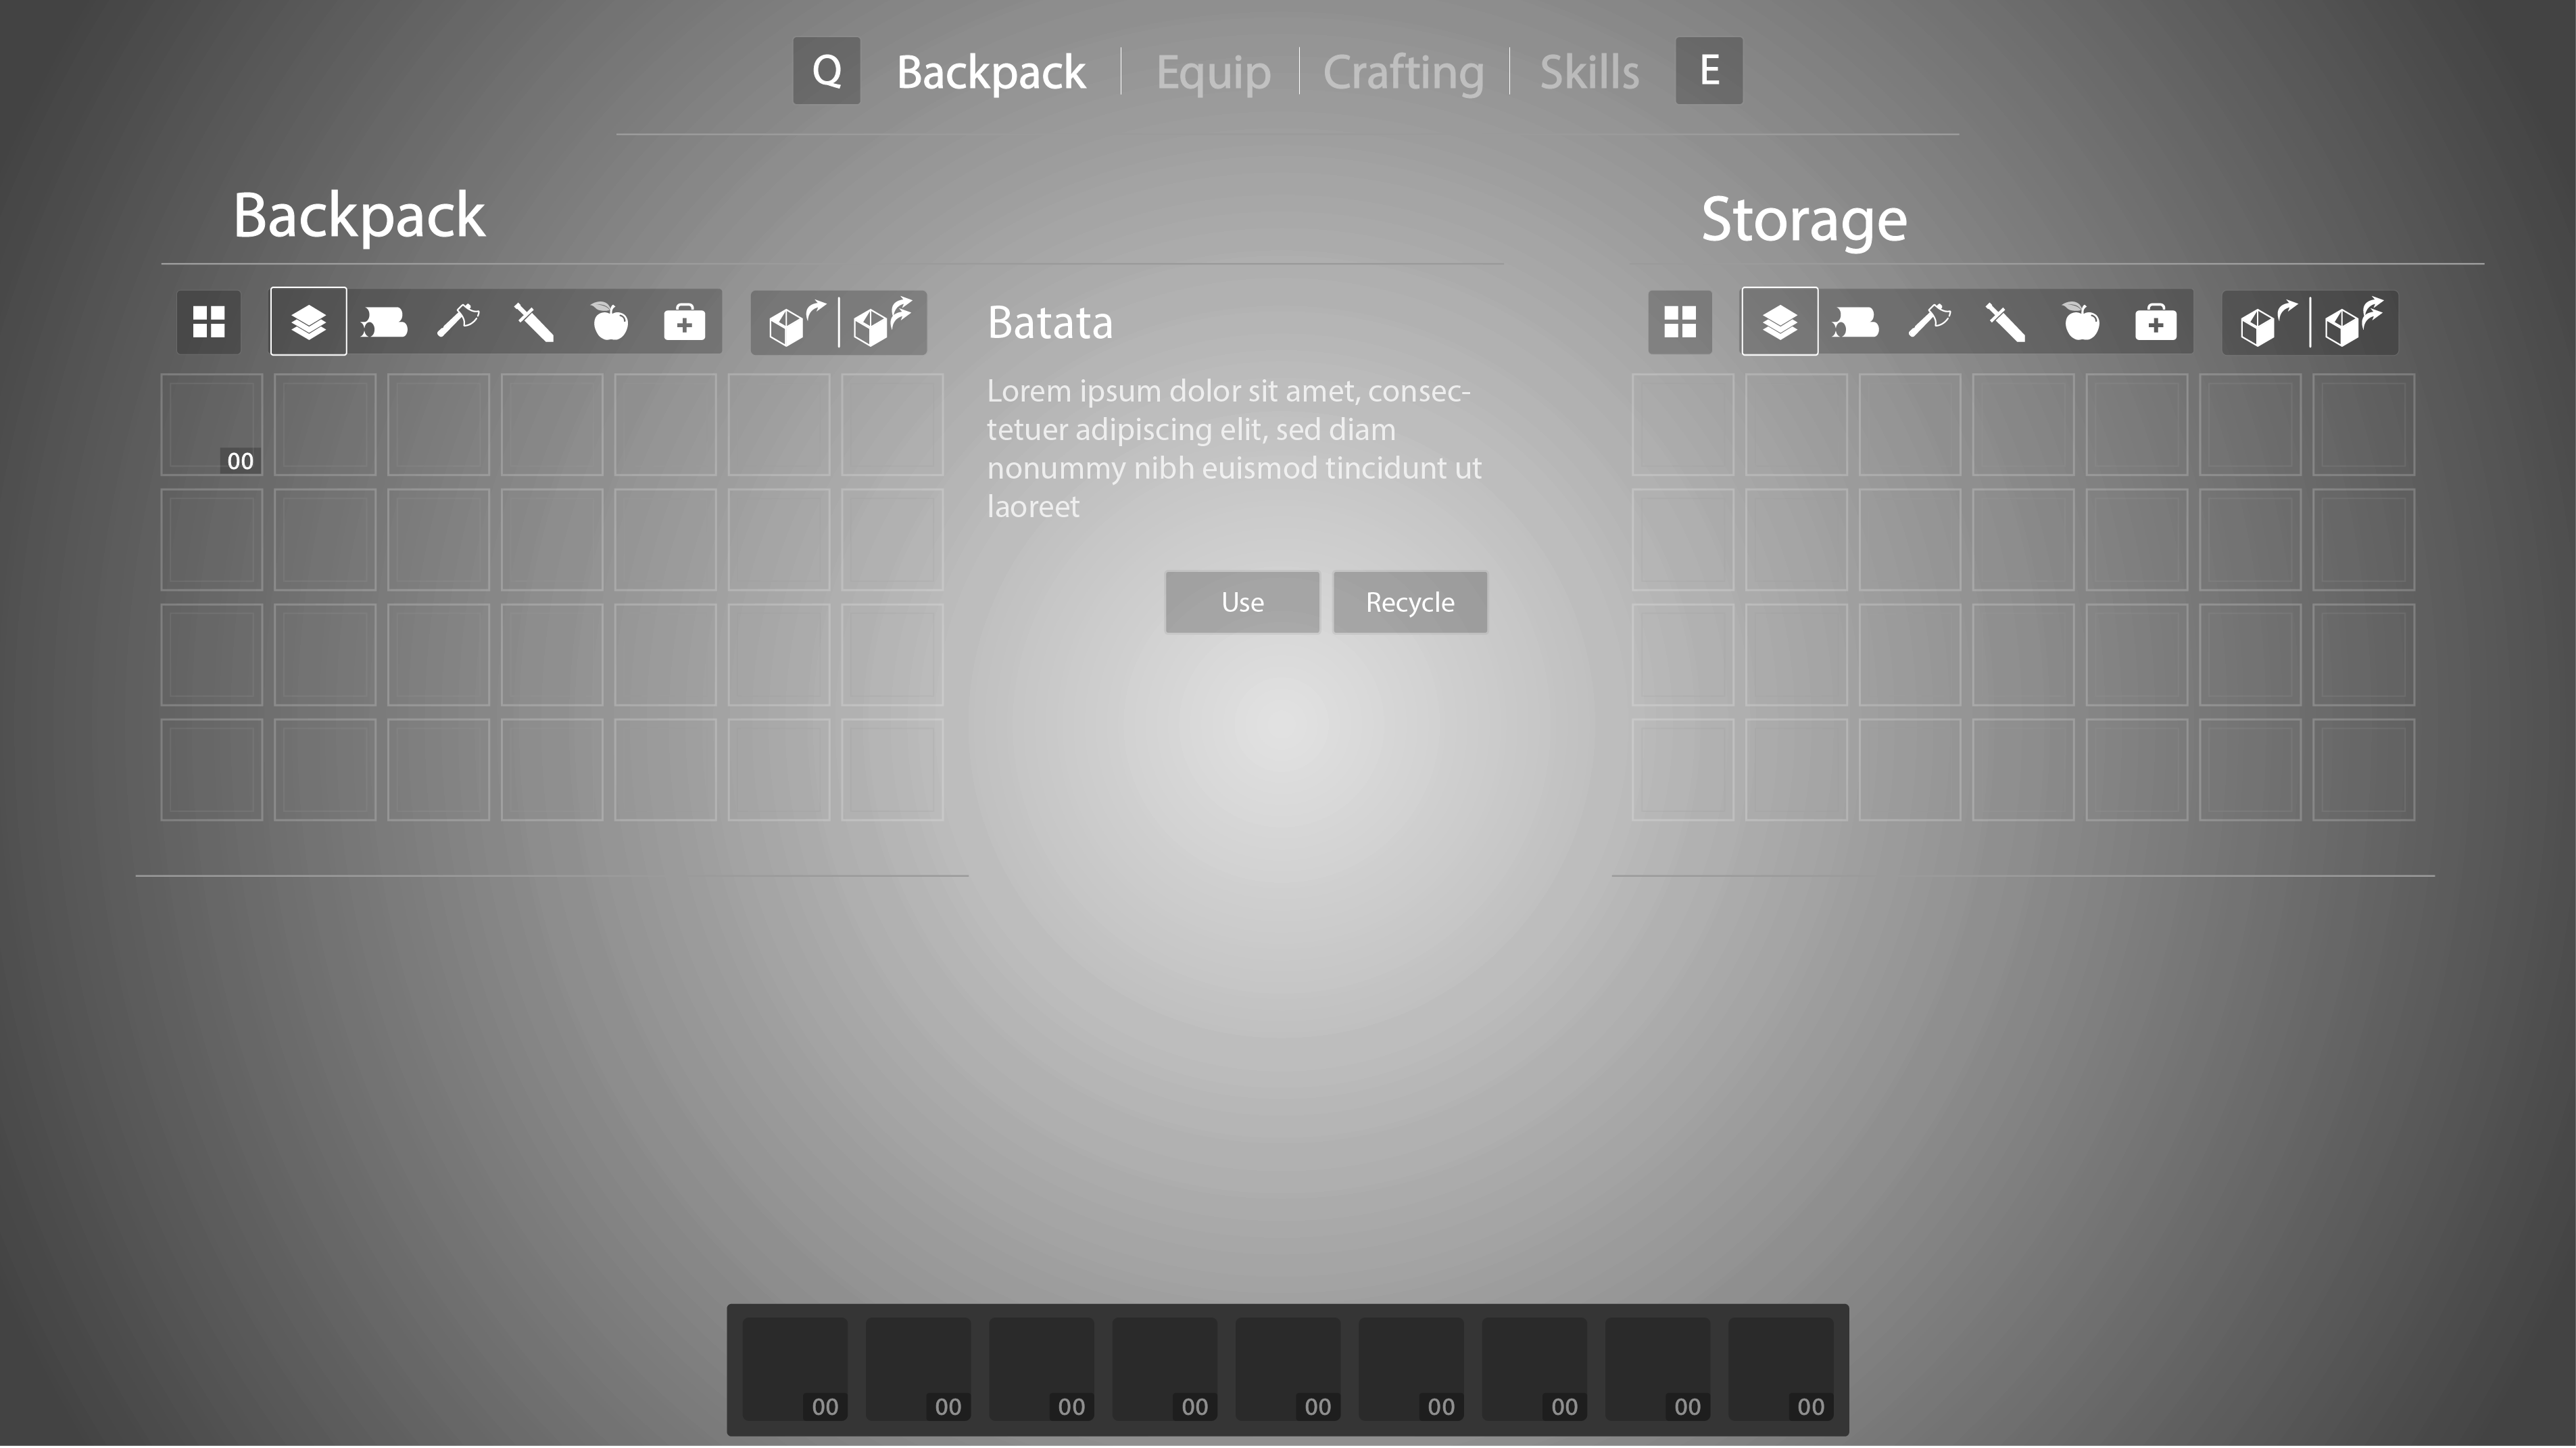 Q Backpack Equip Crafting Skills E
Backpack
Storage
Batata
Lorem ipsum dolor sit amet, consec-
tetuer adipiscing elit, sed diam
nonummy nibh euismod tincidunt ut
laoreet
00
Use Recycle
00 00 00 00 00 00 00 00 00